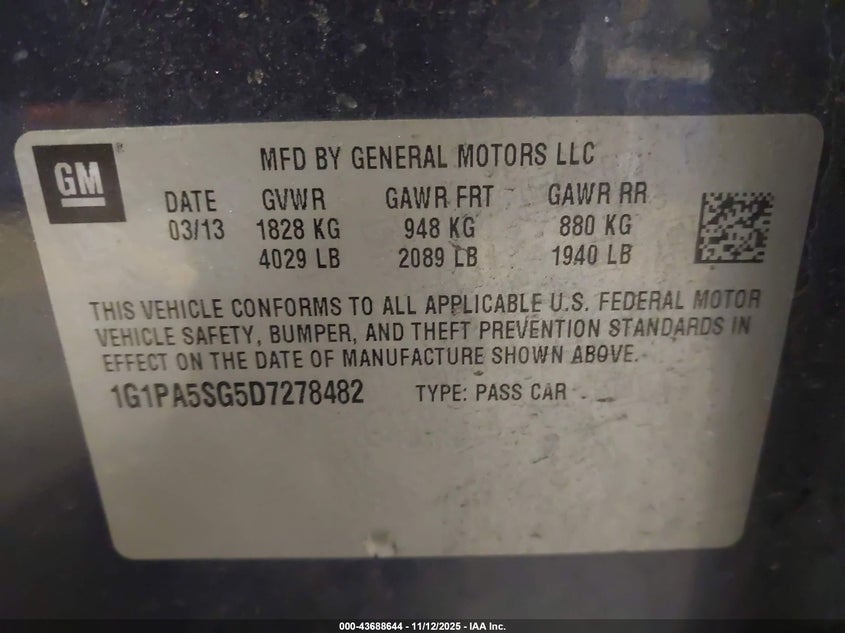 GM
MFD BY GENERAL MOTORS LLC
DATE GVWR GAWR FRT GAWR RR
03/13 1828 KG 948 KG 880 KG
4029 LB 2089 LB 1940 LB
THIS VEHICLE CONFORMS TO ALL APPLICABLE U.S. FEDERAL MOTOR
VEHICLE SAFETY, BUMPER, AND THEFT PREVENTION STANDARDS IN
EFFECT ON THE DATE OF MANUFACTURE SHOWN ABOVE.
1G1PA5SG5D7278482 TYPE: PASS CAR
000-43688644 - 11/12/2025 - IAA Inc.